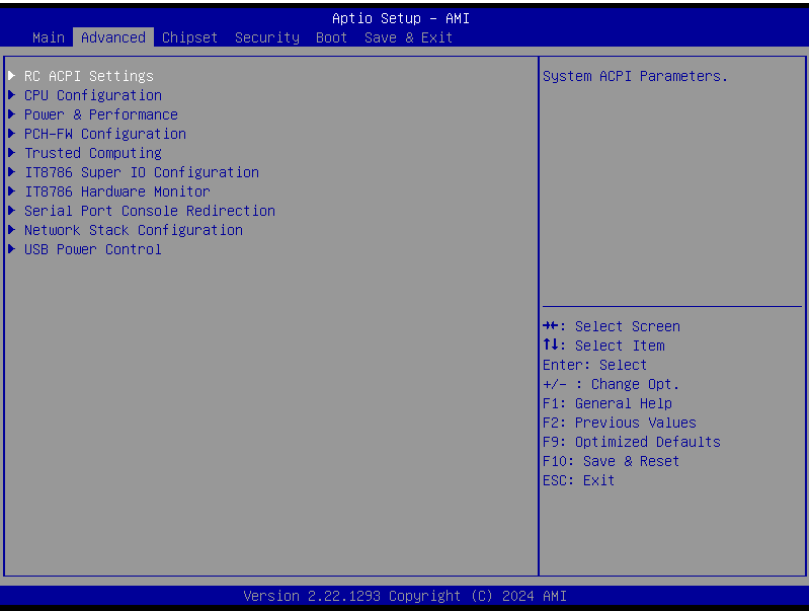 Aptio Setup – AMI
Main Advanced Chipset Security Boot Save & Exit
RC ACPI Settings
CPU Configuration
Power & Performance
PCH-FW Configuration
Trusted Computing
IT8786 Super IO Configuration
IT8786 Hardware Monitor
Serial Port Console Redirection
Network Stack Configuration
USB Power Control
System ACPI Parameters.
→←: Select Screen
↑↓: Select Item
Enter: Select
+/- : Change Opt.
F1: General Help
F2: Previous Values
F9: Optimized Defaults
F10: Save & Reset
ESC: Exit
Version 2.22.1293 Copyright (C) 2024 AMI